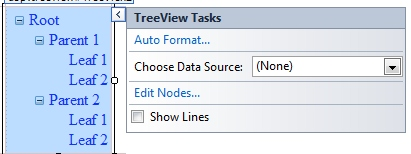 Root
Parent 1
Leaf 1
Leaf 2
Parent 2
Leaf 1
Leaf 2
TreeView Tasks
Auto Format...
Choose Data Source: (None)
Edit Nodes...
Show Lines